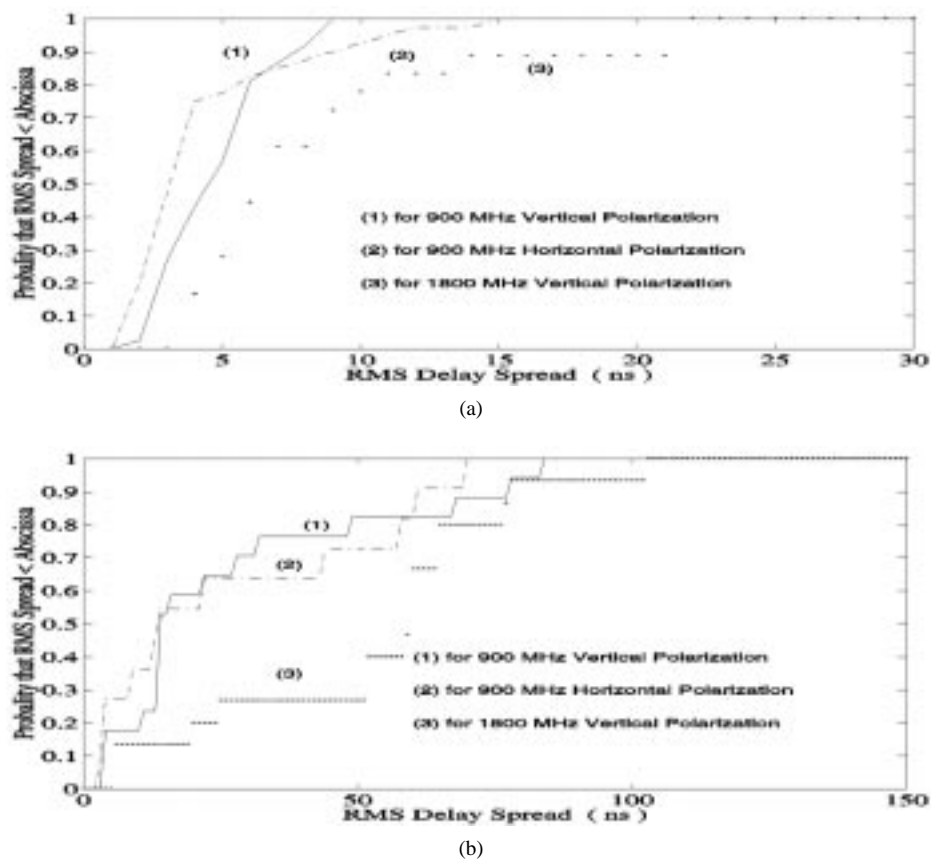 1
0.9
0.8
0.7
0.6
0.5
0.4
0.3
0.2
0.1
0
Probality that RMS Spread < Abscissa
(1)
(2)
(3)
(1) for 900 MHz Vertical Polarization
(2) for 900 MHz Horizontal Polarization
(3) for 1800 MHz Vertical Polarization
0 5 10 15 20 25 30
RMS Delay Spread ( ns )
(a)
1
0.9
0.8
0.7
0.6
0.5
0.4
0.3
0.2
0.1
0
Probality that RMS Spread < Abscissa
(1)
(2)
(3)
(1) for 900 MHz Vertical Polarization
(2) for 900 MHz Horizontal Polarization
(3) for 1800 MHz Vertical Polarization
0 50 100 150
RMS Delay Spread ( ns )
(b)